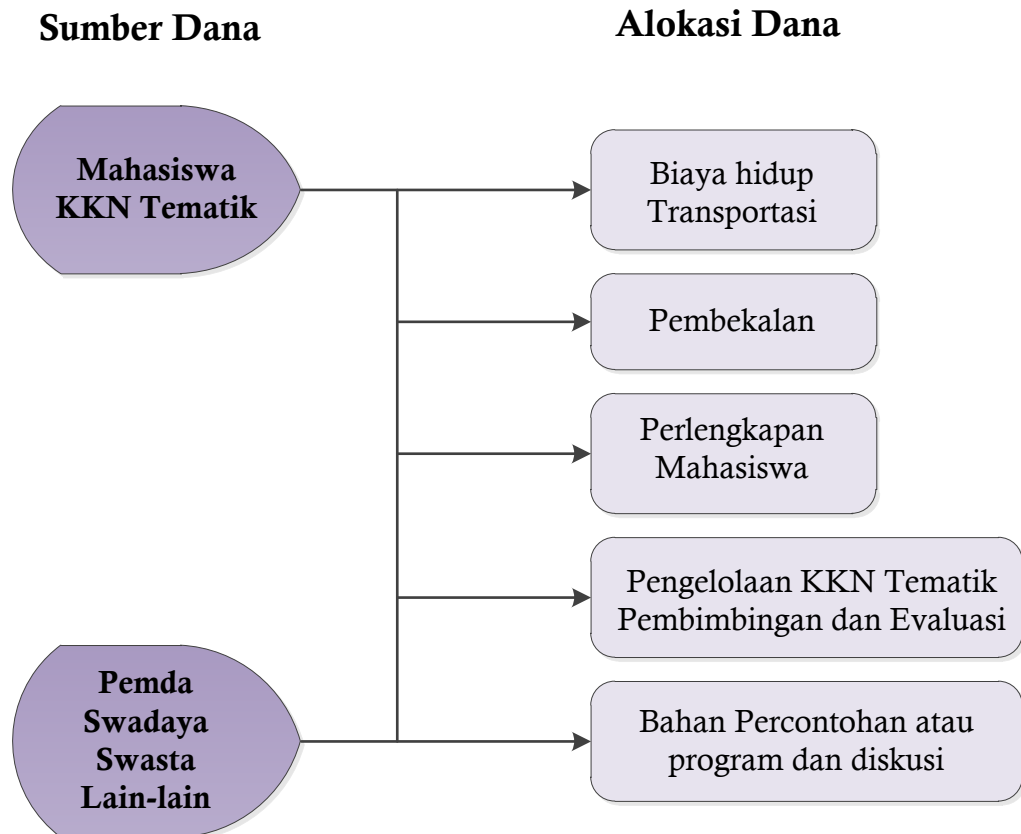 Sumber Dana
Alokasi Dana
Mahasiswa
KKN Tematik
Biaya hidup
Transportasi
Pembekalan
Perlengkapan
Mahasiswa
Pengelolaan KKN Tematik
Pembimbingan dan Evaluasi
Pemda
Swadaya
Swasta
Lain-lain
Bahan Percontohan atau
program dan diskusi